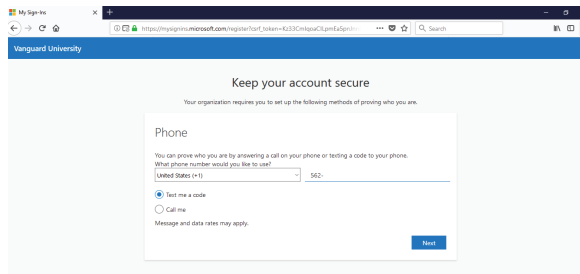 My Sign-Ins
https://mysignins.microsoft.com/register?csrf_token=
Search
Vanguard University
Keep your account secure
Your organization requires you to set up the following methods of proving who you are.
Phone
You can prove who you are by answering a call on your phone or texting a code to your phone.
What phone number would you like to use?
United States (+1)
562-
Text me a code
Call me
Message and data rates may apply.
Next